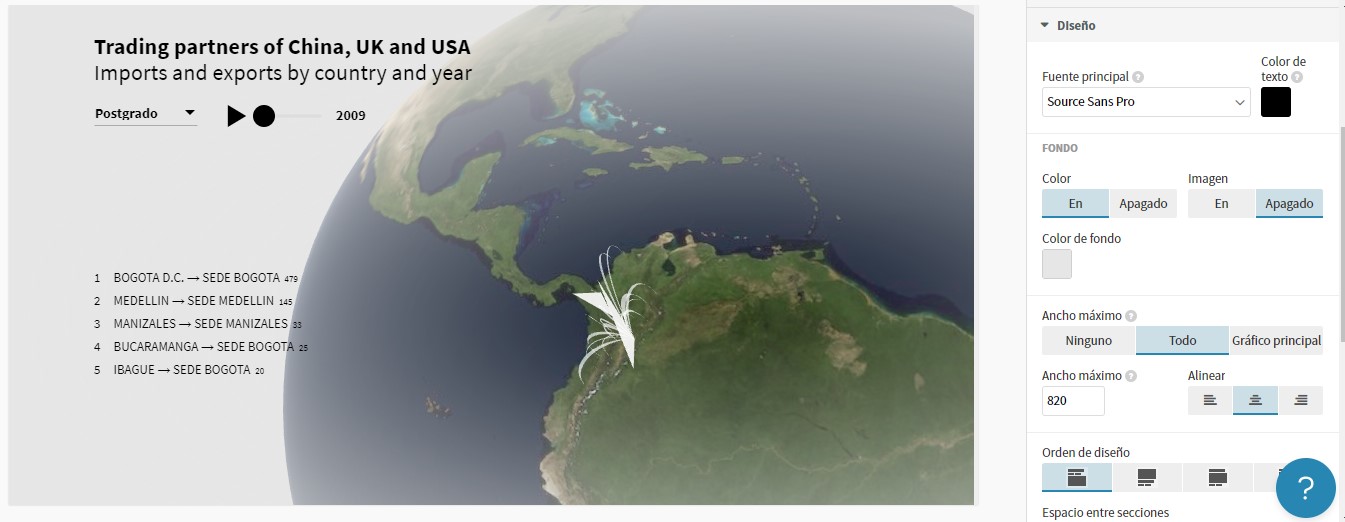 Trading partners of China, UK and USA
Imports and exports by country and year
Postgrado
2009
1 BOGOTA D.C. → SEDE BOGOTA 479
2 MEDELLIN → SEDE MEDELLIN 145
3 MANIZALES → SEDE MANIZALES 33
4 BUCARAMANGA → SEDE BOGOTA 25
5 IBAGUE → SEDE BOGOTA 20
Diseño
Fuente principal ?
Color de texto ?
Source Sans Pro
FONDO
Color
Imagen
En Apagado
En Apagado
Color de fondo
Ancho máximo ?
Ninguno Todo Gráfico principal
Ancho máximo ?
Alinear
820
Orden de diseño
?
Espacio entre secciones